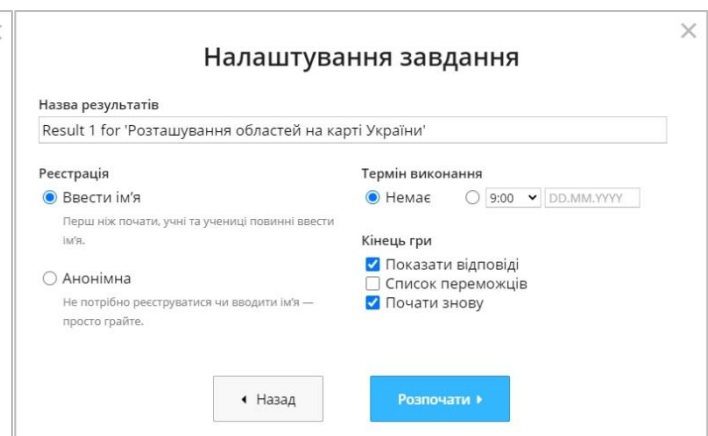 Налаштування завдання
Назва результатів
Result 1 for 'Розташування областей на карті України'
Реєстрація
Ввести ім'я
Перш ніж почати, учні та учениці повинні ввести
ім'я.
Анонімна
Не потрібно реєструватися чи вводити ім'я —
просто грайте.
Термін виконання
Немає 9:00 DD.MM.YYYY
Кінець гри
Показати відповіді
Список переможців
Почати знову
Назад
Розпочати